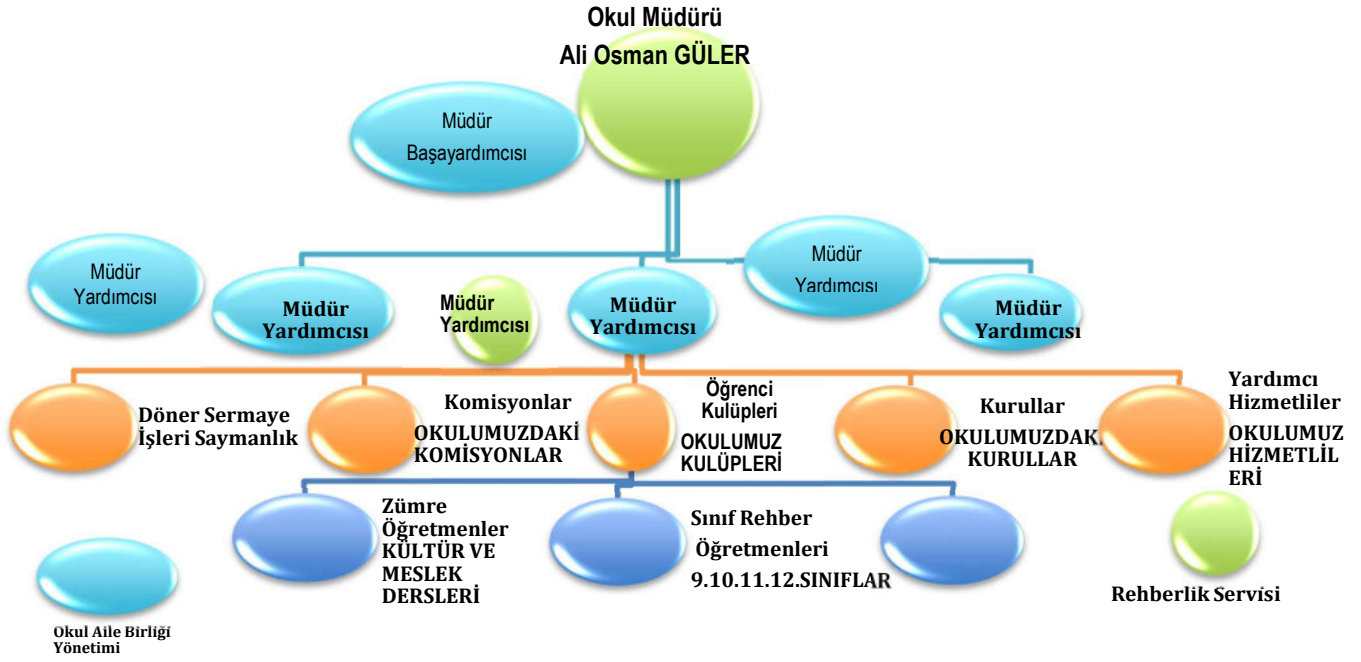 Okul Müdürü
Ali Osman GÜLER
Müdür
Başayardımcısı
Müdür
Yardımcısı
Müdür
Yardımcısı
Müdür
Yardımcısı
Müdür
Yardımcısı
Müdür
Yardımcısı
Müdür
Yardımcısı
Döner Sermaye
İşleri Saymanlık
Komisyonlar
OKULUMUZDAKİ
KOMİSYONLAR
Öğrenci
Kulüpleri
OKULUMUZ
KULÜPLERİ
Kurullar
OKULUMUZDAKİ
KURULLAR
Yardımcı
Hizmetliler
OKULUMUZ
HİZMETLİL
ERİ
Zümre
Öğretmenler
KÜLTÜR VE
MESLEK
DERSLERİ
Sınıf Rehber
Öğretmenleri
9.10.11.12.SINIFLAR
Rehberlik Servisi
Okul Aile Birliği
Yönetimi